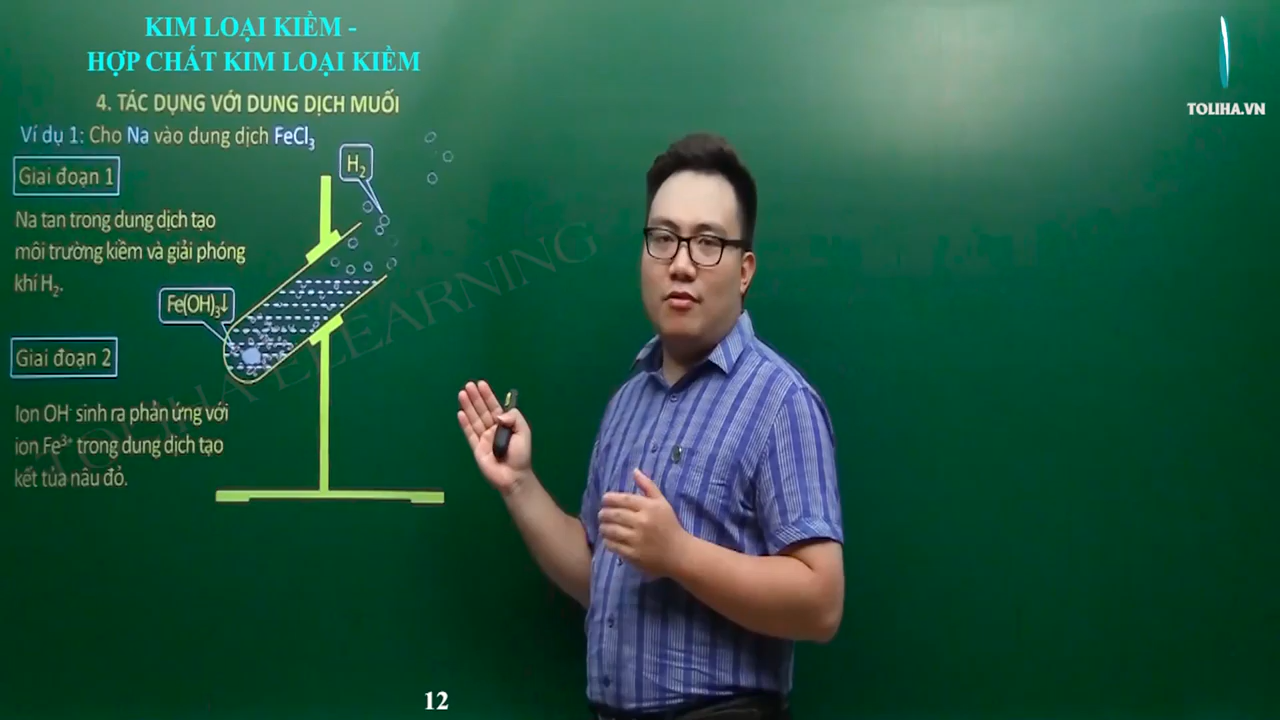 KIM LOẠI KIỀM -
HỢP CHẤT KIM LOẠI KIỀM
TOLIHA.VN
4. TÁC DỤNG VỚI DUNG DỊCH MUỐI
Ví dụ 1: Cho Na vào dung dịch FeCl₃
H₂
Giai đoạn 1
Na tan trong dung dịch tạo
môi trường kiềm và giải phóng
khí H₂.
Fe(OH)₃↓
Giai đoạn 2
Ion OH⁻ sinh ra phản ứng với
ion Fe³⁺ trong dung dịch tạo
kết tủa nâu đỏ.
TOLIHA ELEARNING
12